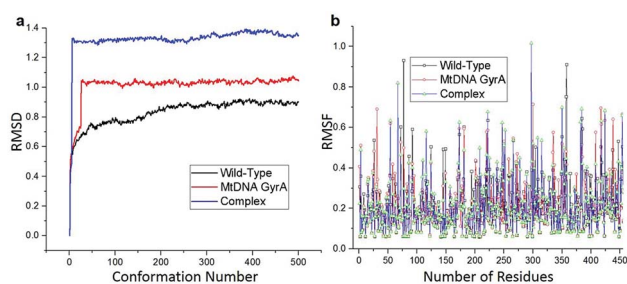 a
RMSD
1.4
1.2
1.0
0.8
0.6
0.4
0.2
0.0
Wild-Type
MtDNA GyrA
Complex
0 100 200 300 400 500
Conformation Number
b
RMSF
1.0
0.8
0.6
0.4
0.2
0.0
Wild-Type
MtDNA GyrA
Complex
0 50 100 150 200 250 300 350 400 450
Number of Residues